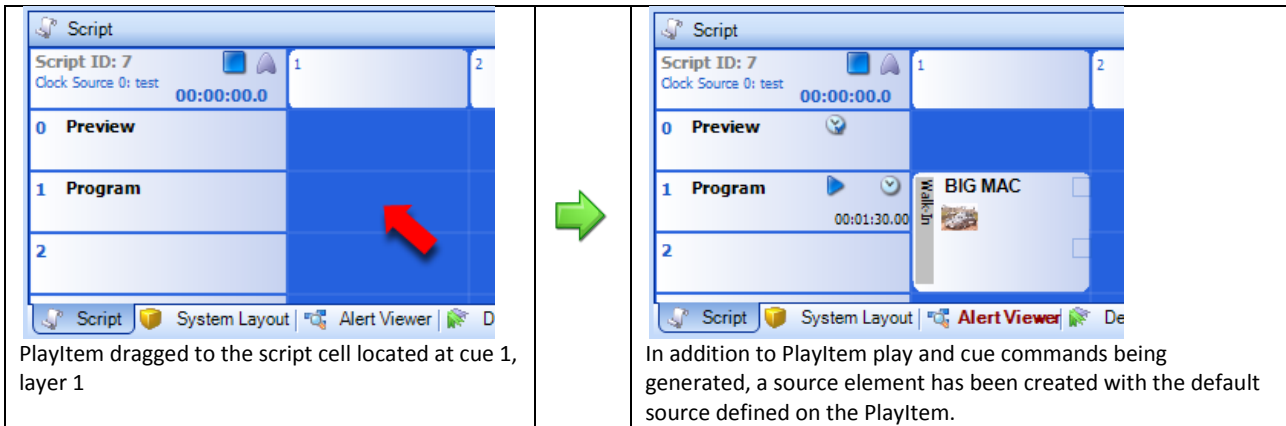 Script
Script ID: 7
Clock Source 0: test
00:00:00.0
1
2
0 Preview
1 Program
2
Script System Layout Alert Viewer D
PlayItem dragged to the script cell located at cue 1,
layer 1
Script
Script ID: 7
Clock Source 0: test
00:00:00.0
1
2
0 Preview
1 Program
00:01:30.00
Walk-In
BIG MAC
2
Script System Layout Alert Viewer De
In addition to PlayItem play and cue commands being
generated, a source element has been created with the default
source defined on the PlayItem.